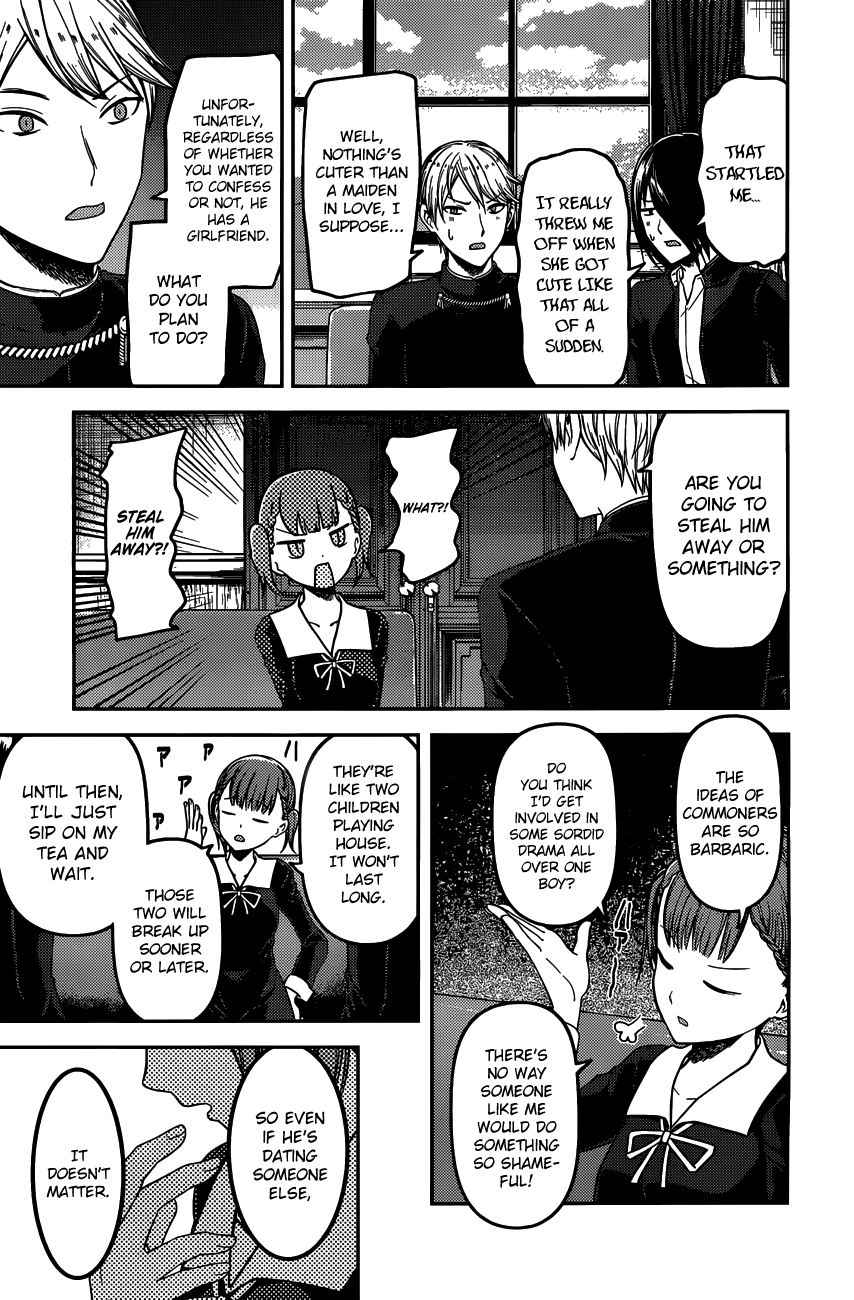 THAT
STARTLED
ME...
IT REALLY
THREW ME
OFF WHEN
SHE GOT
CUTE LIKE
THAT ALL
OF A
SUDDEN.
WELL,
NOTHING'S
CUTER THAN
A MAIDEN
IN LOVE, I
SUPPOSE...
UNFOR-
TUNATELY,
REGARDLESS
OF WHETHER
YOU WANTED
TO CONFESS
OR NOT, HE
HAS A
GIRLFRIEND.
WHAT
DO YOU
PLAN
TO DO?
ARE YOU
GOING TO
STEAL HIM
AWAY OR
SOMETHING?
WHAT?!
STEAL
HIM
AWAY?!
THE
IDEAS OF
COMMONERS
ARE SO
BARBARIC.
DO
YOU THINK
I'D GET
INVOLVED IN
SOME SORDID
DRAMA ALL
OVER ONE
BOY?
THERE'S
NO WAY
SOMEONE
LIKE ME
WOULD DO
SOMETHING
SO SHAME-
FUL!
THEY'RE
LIKE TWO
CHILDREN
PLAYING
HOUSE.
IT WON'T
LAST
LONG.
THOSE
TWO WILL
BREAK UP
SOONER
OR LATER.
UNTIL THEN,
I'LL JUST
SIP ON MY
TEA AND
WAIT.
SO EVEN
IF HE'S
DATING
SOMEONE
ELSE,
IT
DOESN'T
MATTER.